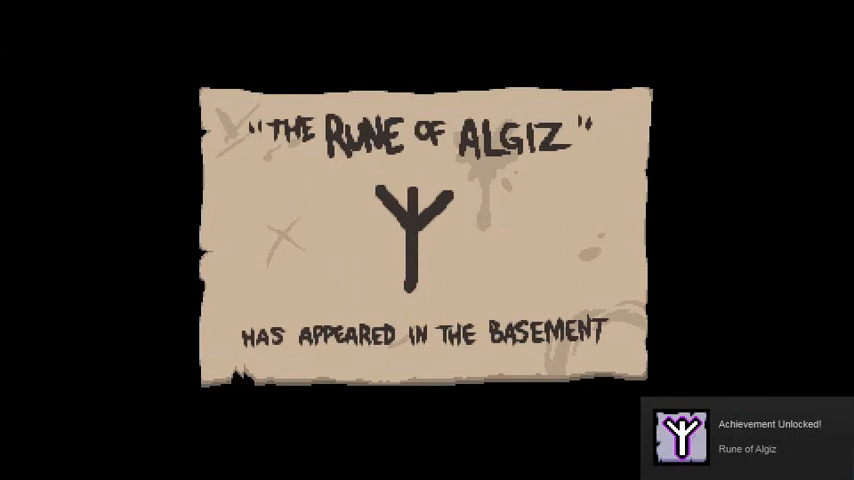 "THE RUNE OF ALGIZ"
HAS APPEARED IN THE BASEMENT
Achievement Unlocked!
Rune of Algiz